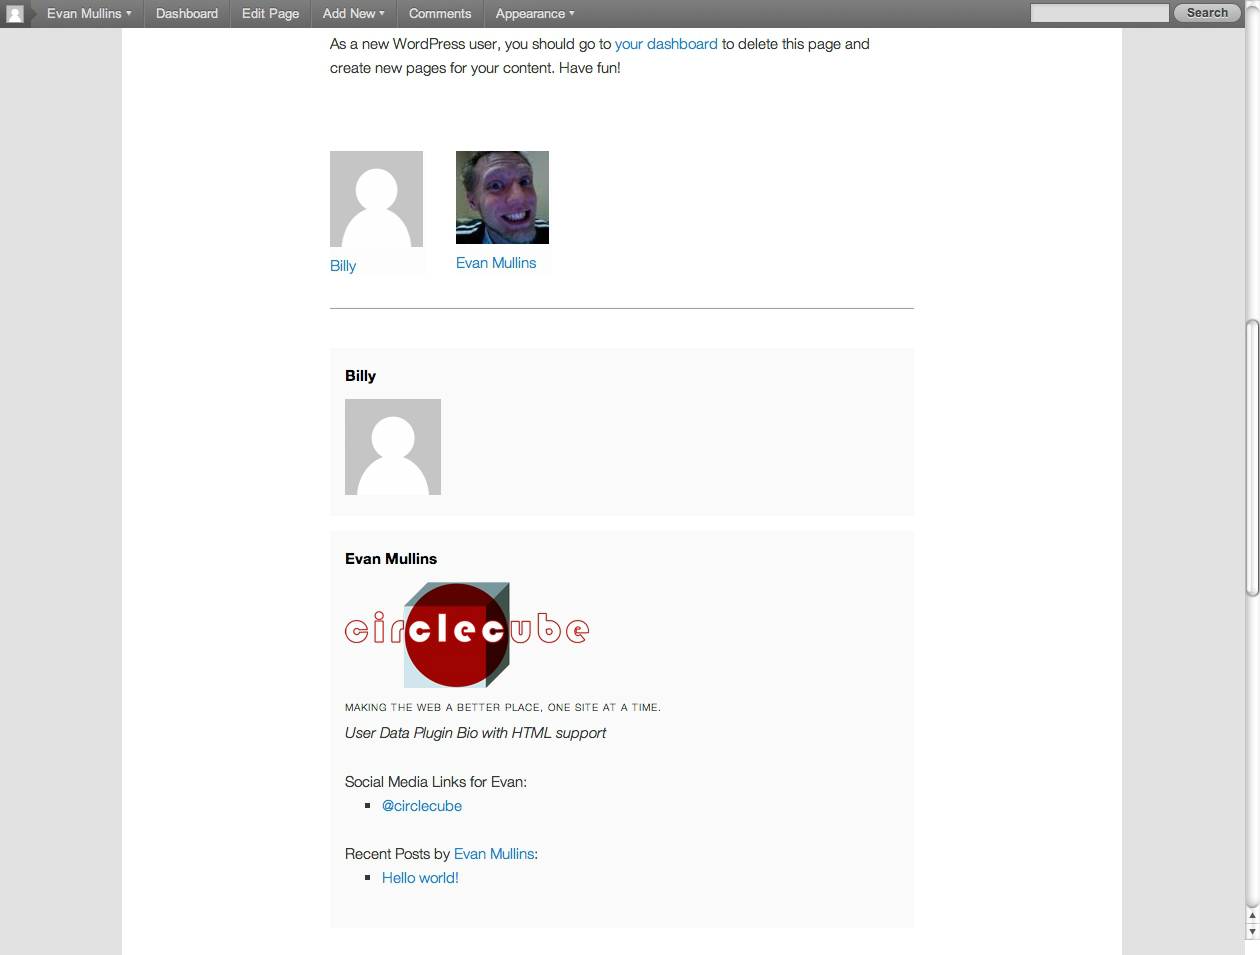 Evan Mullins Dashboard Edit Page Add New Comments Appearance Search
As a new WordPress user, you should go to your dashboard to delete this page and
create new pages for your content. Have fun!
Billy Evan Mullins
Billy
Evan Mullins
circlecube
MAKING THE WEB A BETTER PLACE, ONE SITE AT A TIME.
User Data Plugin Bio with HTML support
Social Media Links for Evan:
@circlecube
Recent Posts by Evan Mullins:
Hello world!